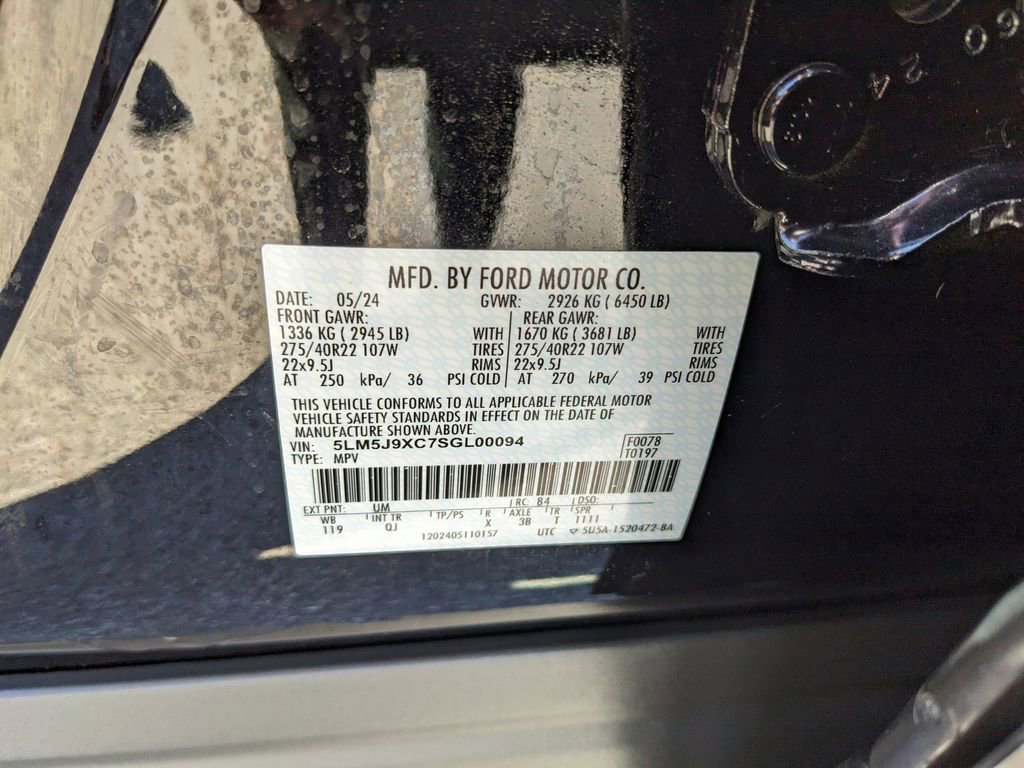 MFD. BY FORD MOTOR CO.
DATE: 05/24 GVWR: 2926 KG ( 6450 LB)
FRONT GAWR: REAR GAWR:
1336 KG ( 2945 LB) WITH 1670 KG ( 3681 LB) WITH
275/40R22 107W TIRES 275/40R22 107W TIRES
22x9.5J RIMS 22x9.5J RIMS
AT 250 kPa/ 36 PSI COLD AT 270 kPa/ 39 PSI COLD
THIS VEHICLE CONFORMS TO ALL APPLICABLE FEDERAL MOTOR
VEHICLE SAFETY STANDARDS IN EFFECT ON THE DATE OF
MANUFACTURE SHOWN ABOVE.
VIN: 5LM5J9XC7SGL00094 F0078
TYPE: MPV T0197
EXT PNT: UM RC: B4 DSO:
WB INT TR TP/PS R AXLE TR SPR
119 QJ X 3B T 1111
1202405110157 UTC 5U5A-1520472-BA
24